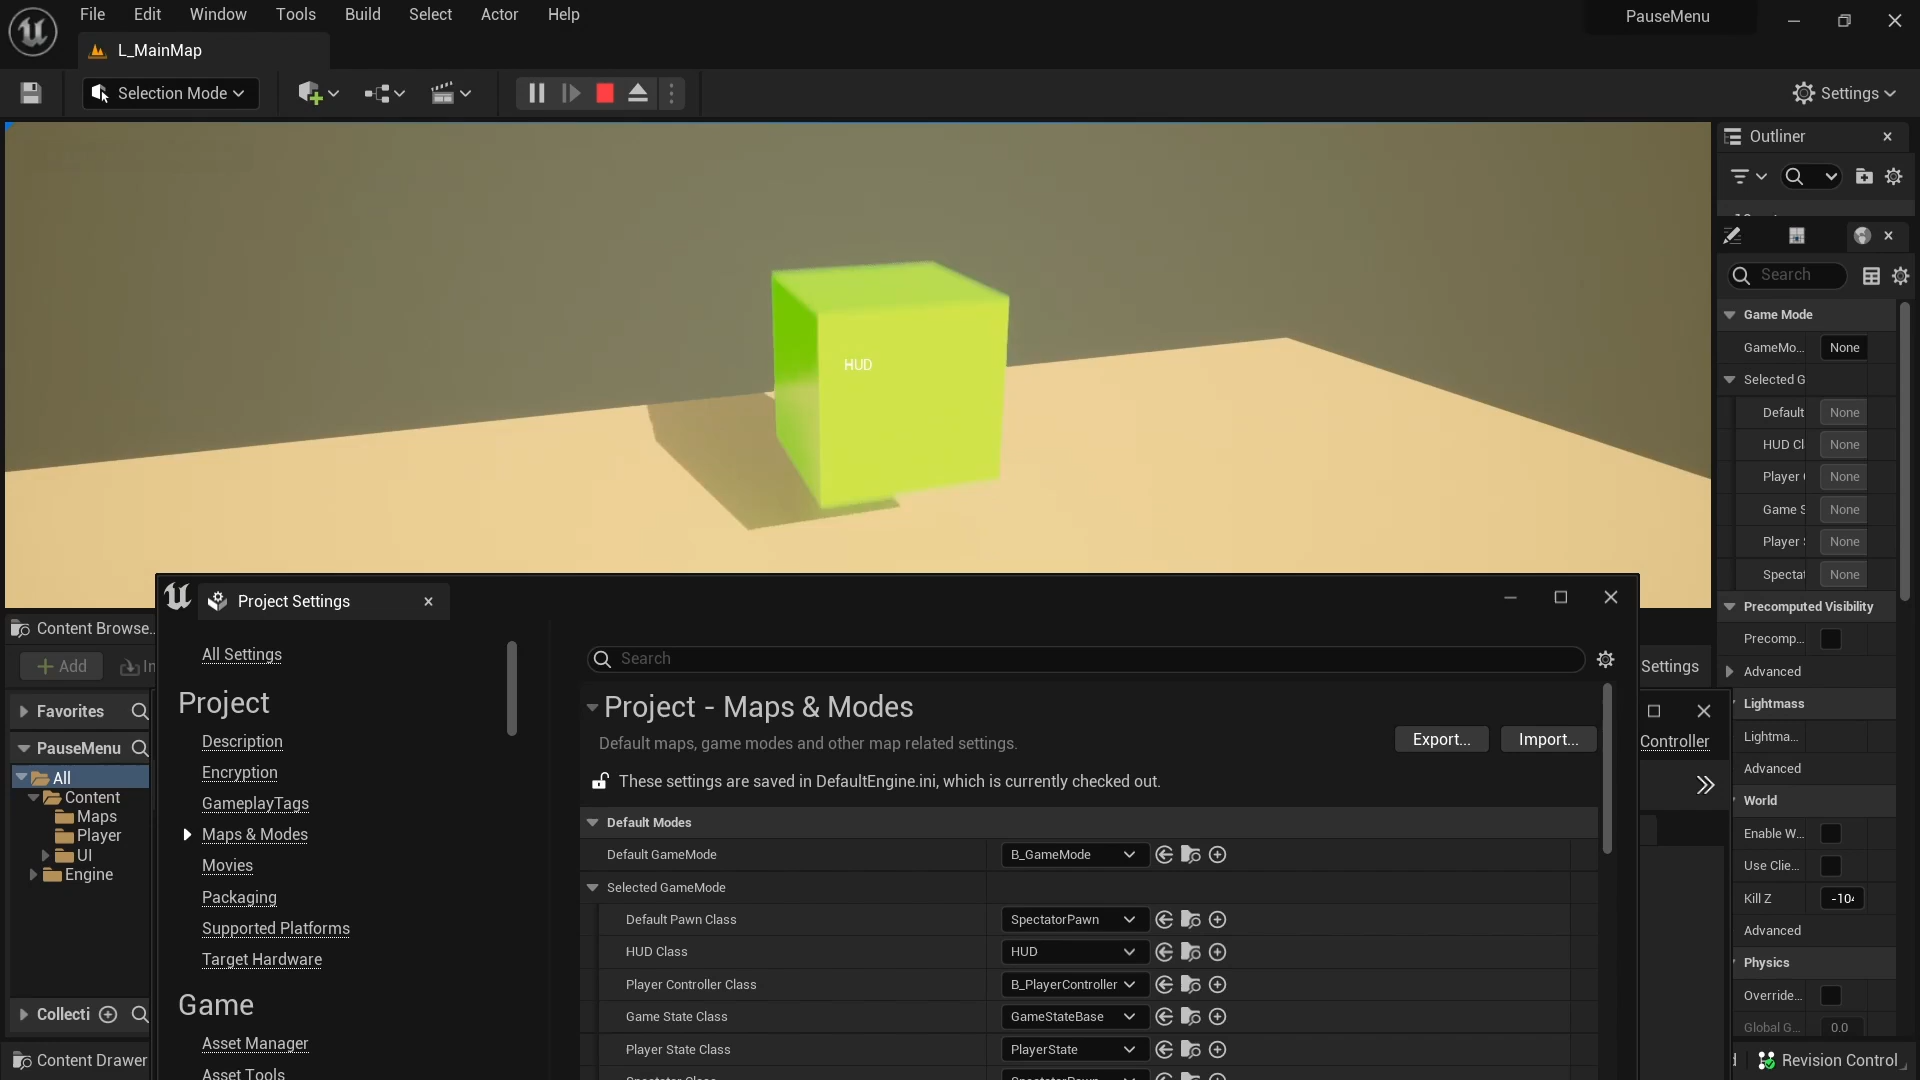 File Edit Window Tools Build Select Actor Help
PauseMenu
L_MainMap
Selection Mode
Settings
Outliner
Search
HUD
Game Mode
GameMo... None
Selected G
Default None
HUD Cl None
Player None
Game S None
Player None
Spectat None
Precomputed Visibility
Precomp...
Advanced
Lightmass
Lightma...
Advanced
World
Enable W...
Use Clie...
Kill Z -104
Advanced
Physics
Override...
Global G... 0.0
Content Browse..
Add
Favorites
PauseMenu
All
Content
Maps
Player
UI
Engine
Collecti
Content Drawer
Project Settings
All Settings
Project
Description
Encryption
GameplayTags
Maps & Modes
Movies
Packaging
Supported Platforms
Target Hardware
Game
Asset Manager
Asset Tools
Search
Project - Maps & Modes
Default maps, game modes and other map related settings.
Export...
Import...
These settings are saved in DefaultEngine.ini, which is currently checked out.
Default Modes
Default GameMode B_GameMode
Selected GameMode
Default Pawn Class SpectatorPawn
HUD Class HUD
Player Controller Class B_PlayerController
Game State Class GameStateBase
Player State Class PlayerState
Spectator Class SpectatorPawn
Settings
Controller
Revision Control